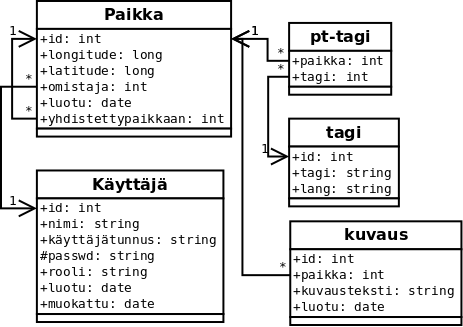 Paikka
+id: int
+longitude: long
+latitude: long
+omistaja: int
+luotu: date
+yhdistettypaikkaan: int
1
*
*
1
1
Käyttäjä
+id: int
+nimi: string
+käyttäjätunnus: string
#passwd: string
+rooli: string
+luotu: date
+muokattu: date
pt-tagi
+paikka: int
+tagi: int
*
*
tagi
+id: int
+tagi: string
+lang: string
1
kuvaus
+id: int
+paikka: int
+kuvausteksti: string
+luotu: date
*